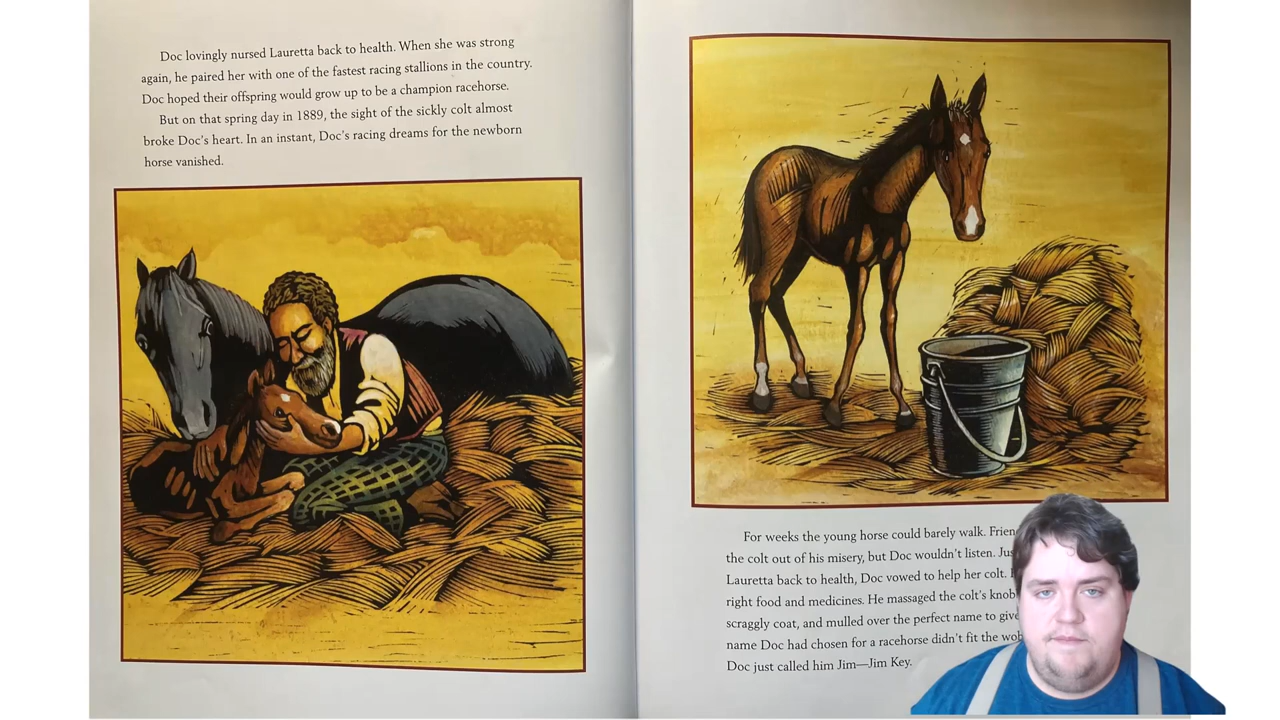 Doc lovingly nursed Lauretta back to health. When she was strong
again, he paired her with one of the fastest racing stallions in the country.
Doc hoped their offspring would grow up to be a champion racehorse.
But on that spring day in 1889, the sight of the sickly colt almost
broke Doc's heart. In an instant, Doc's racing dreams for the newborn
horse vanished.
For weeks the young horse could barely walk.
the colt out of his misery, but Doc wouldn't listen.
Lauretta back to health, Doc vowed to help her colt.
right food and medicines. He massaged the colt's
scraggly coat, and mulled over the perfect name to give
name Doc had chosen for a racehorse didn't fit the
Doc just called him Jim—Jim Key.